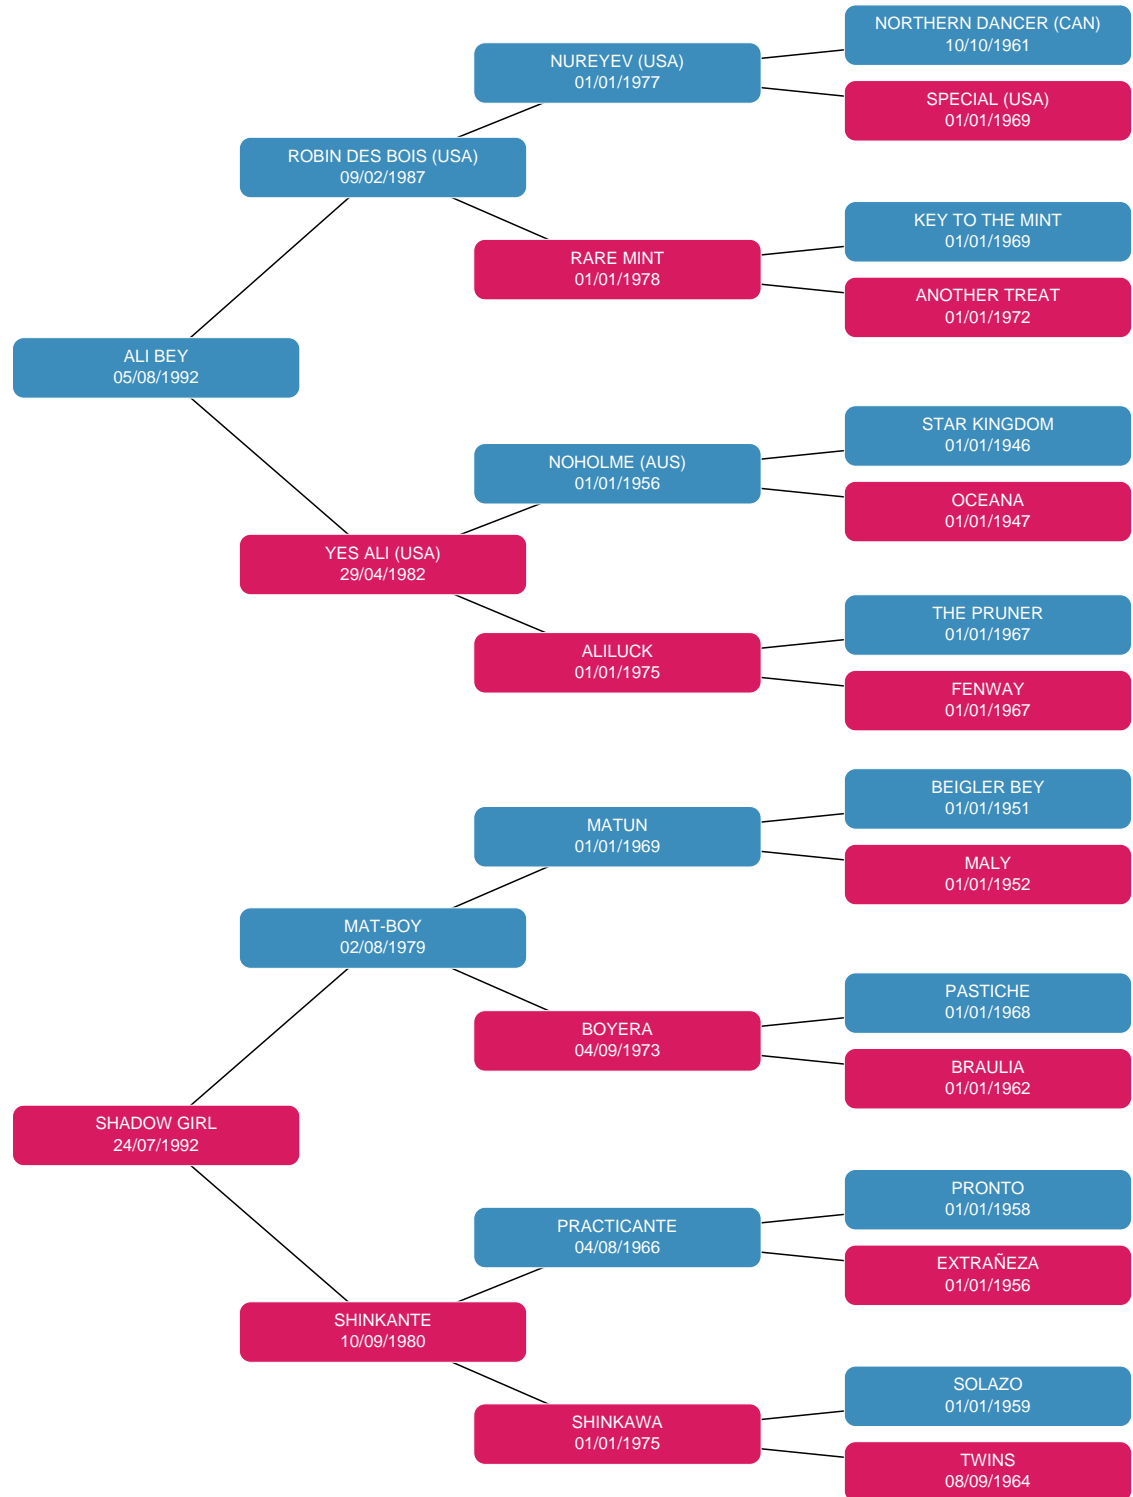 NORTHERN DANCER (CAN)
10/10/1961
NUREYEV (USA)
01/01/1977
SPECIAL (USA)
01/01/1969
ROBIN DES BOIS (USA)
09/02/1987
KEY TO THE MINT
01/01/1969
RARE MINT
01/01/1978
ANOTHER TREAT
01/01/1972
ALI BEY
05/08/1992
STAR KINGDOM
01/01/1946
NOHOLME (AUS)
01/01/1956
OCEANA
01/01/1947
YES ALI (USA)
29/04/1982
THE PRUNER
01/01/1967
ALILUCK
01/01/1975
FENWAY
01/01/1967
BEIGLER BEY
01/01/1951
MATUN
01/01/1969
MALY
01/01/1952
MAT-BOY
02/08/1979
PASTICHE
01/01/1968
BOYERA
04/09/1973
BRAULIA
01/01/1962
SHADOW GIRL
24/07/1992
PRONTO
01/01/1958
PRACTICANTE
04/08/1966
EXTRAÑEZA
01/01/1956
SHINKANTE
10/09/1980
SOLAZO
01/01/1959
SHINKAWA
01/01/1975
TWINS
08/09/1964